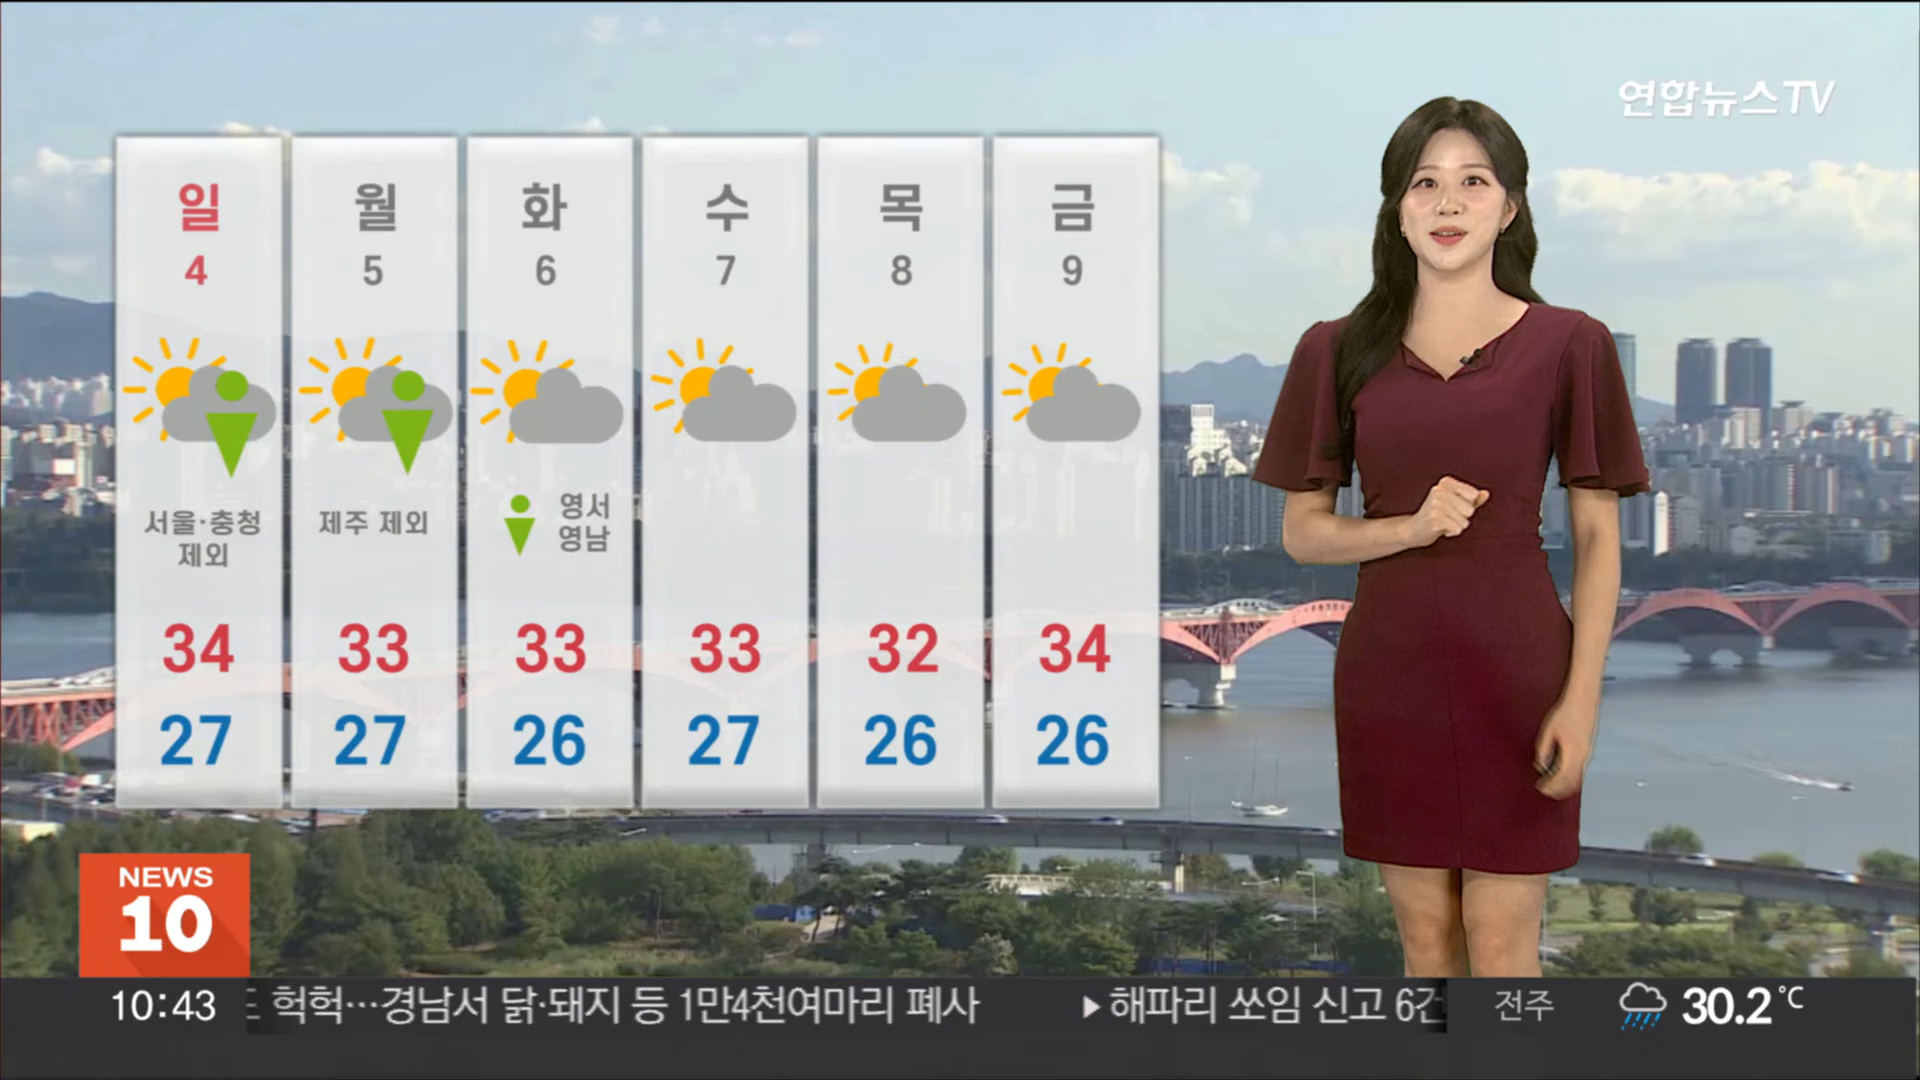 연합뉴스TV
일 월 화 수 목 금
4 5 6 7 8 9
서울·충청
제외
제주 제외
영서
영남
34 33 33 33 32 34
27 27 26 27 26 26
NEWS
10
10:43 헉헉…경남서 닭·돼지 등 1만4천여마리 폐사 ▶해파리 쏘임 신고 6건 전주 30.2℃